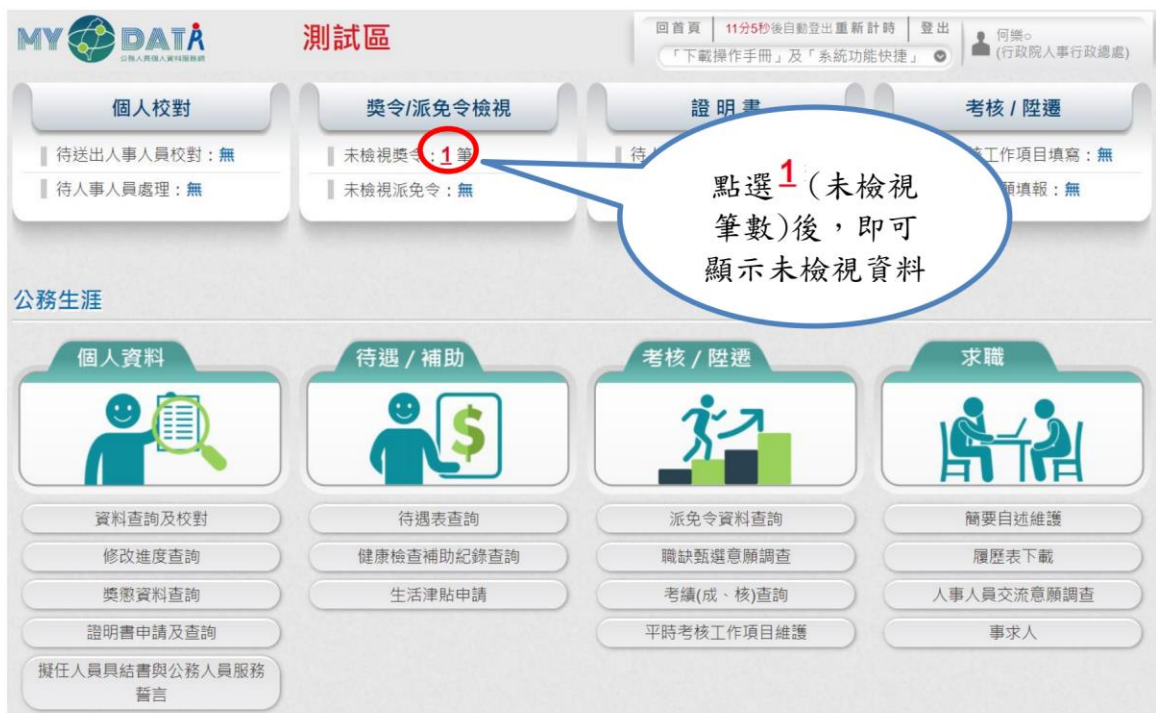 MY DATA
公務人員個人資料服務網
測試區
回首頁 | 11分5秒後自動登出重新計時 | 登出
「下載操作手冊」及「系統功能快捷」
何樂○
(行政院人事行政總處)
個人校對
待送出人事人員校對：無
待人事人員處理：無
獎令/派免令檢視
未檢視獎令：1 筆
未檢視派免令：無
證明書
待
考核 / 陞遷
工作項目填寫：無
填報：無
點選1（未檢視
筆數）後，即可
顯示未檢視資料
公務生涯
個人資料
資料查詢及校對
修改進度查詢
獎懲資料查詢
證明書申請及查詢
擬任人員具結書與公務人員服務
誓言
待遇 / 補助
待遇表查詢
健康檢查補助紀錄查詢
生活津貼申請
考核 / 陞遷
派免令資料查詢
職缺甄選意願調查
考績(成、核)查詢
平時考核工作項目維護
求職
簡要自述維護
履歷表下載
人事人員交流意願調查
事求人